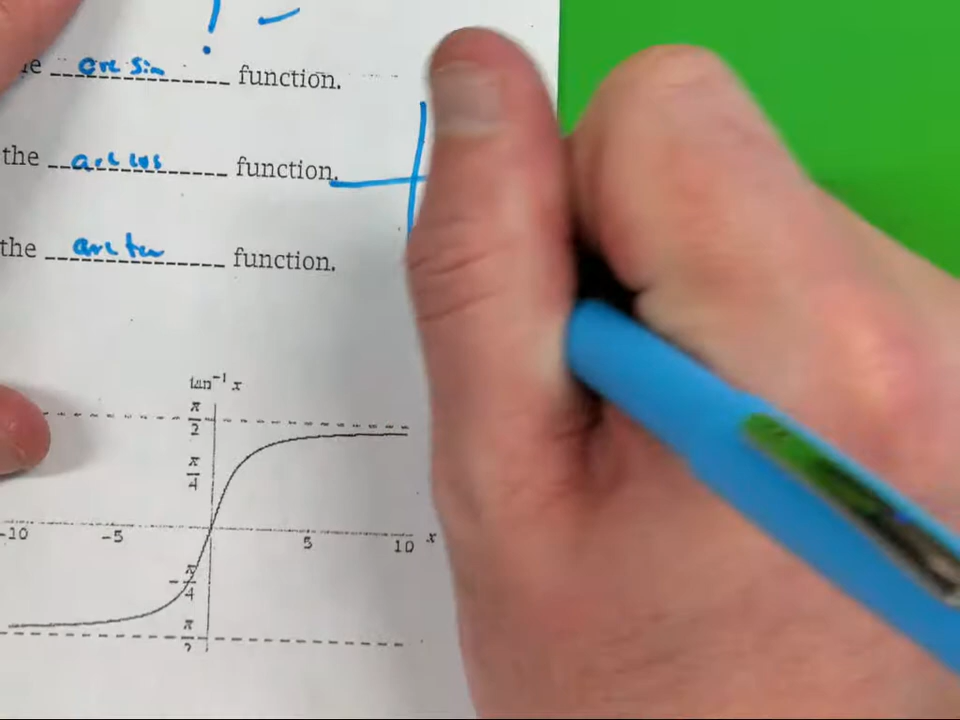 !
arc sin function.
the arc cos function.
the arc tan function.
tan⁻¹ x
π/2
π/4
-10 -5 5 10 x
-π/4
π/2